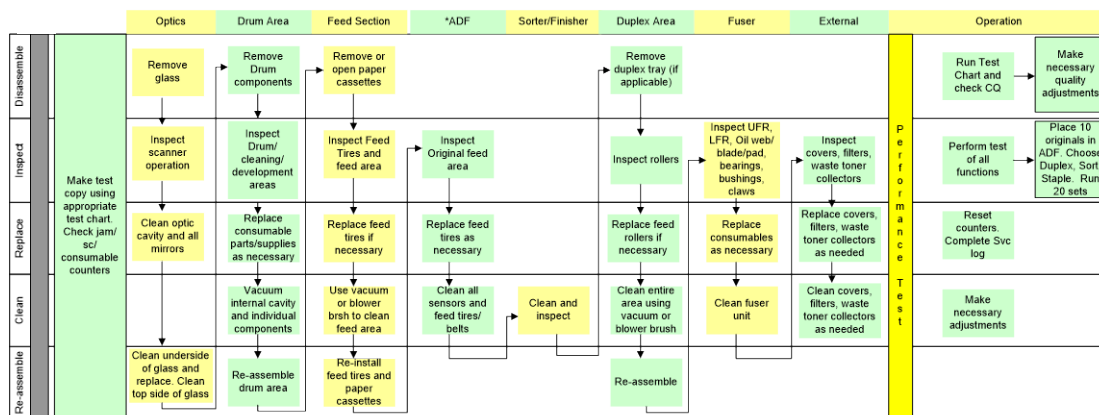 Optics
Drum Area
Feed Section
*ADF
Sorter/Finisher
Duplex Area
Fuser
External
Operation
Disassemble
Inspect
Replace
Clean
Re-assemble
Make test
copy using
appropriate
test chart.
Check jam/
sc/
consumable
counters
Remove
glass
Inspect
scanner
operation
Clean optic
cavity and all
mirrors
Clean underside
of glass and
replace. Clean
top side of glass
Remove
Drum
components
Inspect
Drum/
cleaning/
development
areas
Replace
consumable
parts/supplies
as necessary
Vacuum
internal cavity
and individual
components
Re-assemble
drum area
Remove or
open paper
cassettes
Inspect Feed
Tires and
feed area
Replace feed
tires if
necessary
Use vacuum
or blower
brsh to clean
feed area
Re-install
feed tires and
paper
cassettes
Inspect
Original feed
area
Replace feed
tires as
necessary
Clean all
sensors and
feed tires/
belts
Clean and
inspect
Remove
duplex tray (if
applicable)
Inspect rollers
Replace feed
rollers if
necessary
Clean entire
area using
vacuum or
blower brush
Re-assemble
Inspect UFR,
LFR, Oil web/
blade/pad,
bearings,
bushings,
claws
Replace
consumables
as necessary
Clean fuser
unit
Inspect
covers, filters,
waste toner
collectors
Replace covers,
filters, waste
toner collectors
as needed
Clean covers,
filters, waste
toner collectors
as needed
Performance Test
Run Test
Chart and
check CQ
Make
necessary
quality
adjustments
Perform test
of all
functions
Place 10
originals in
ADF. Choose
Duplex, Sort,
Staple. Run
20 sets
Reset
counters.
Complete Svc
log
Make
necessary
adjustments